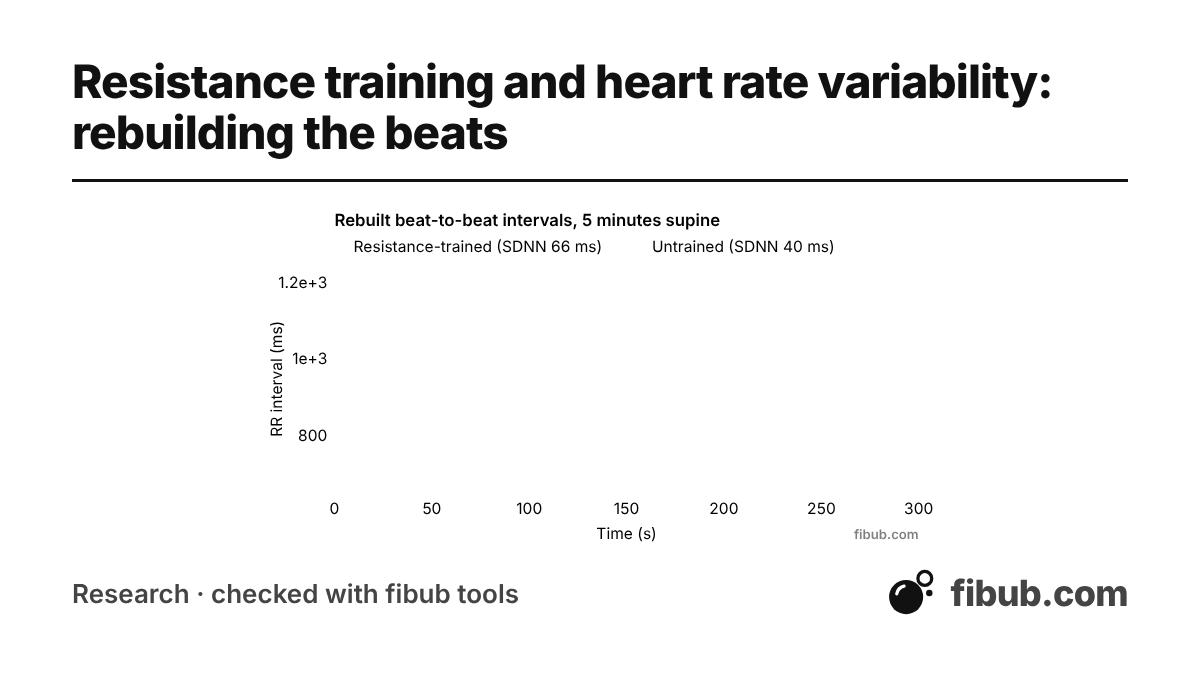 Resistance training and heart rate variability:
rebuilding the beats
Rebuilt beat-to-beat intervals, 5 minutes supine
Resistance-trained (SDNN 66 ms) Untrained (SDNN 40 ms)
1.2e+3
RR interval (ms)
1e+3
800
0 50 100 150 200 250 300
Time (s)
fibub.com
Research · checked with fibub tools
fibub.com